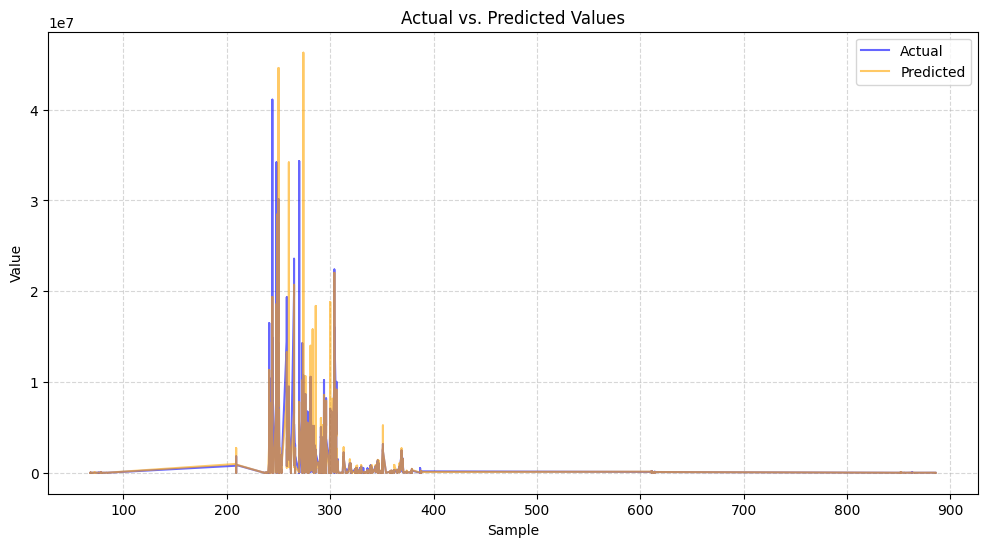 Actual vs. Predicted Values
1e7
Actual
Predicted
4
3
2
1
0
Value
100 200 300 400 500 600 700 800 900
Sample